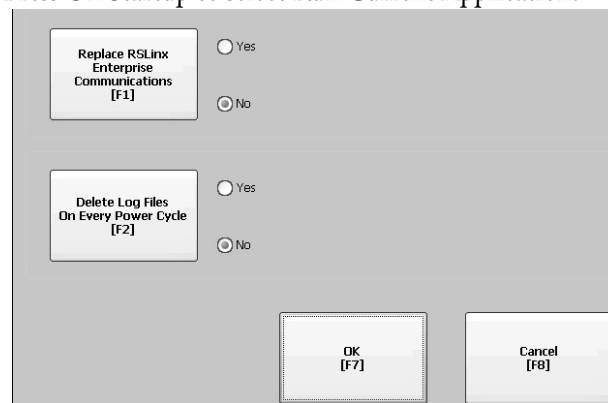 Replace RSLinx
Enterprise
Communications
[F1]
Yes
No
Delete Log Files
On Every Power Cycle
[F2]
Yes
No
OK
[F7]
Cancel
[F8]